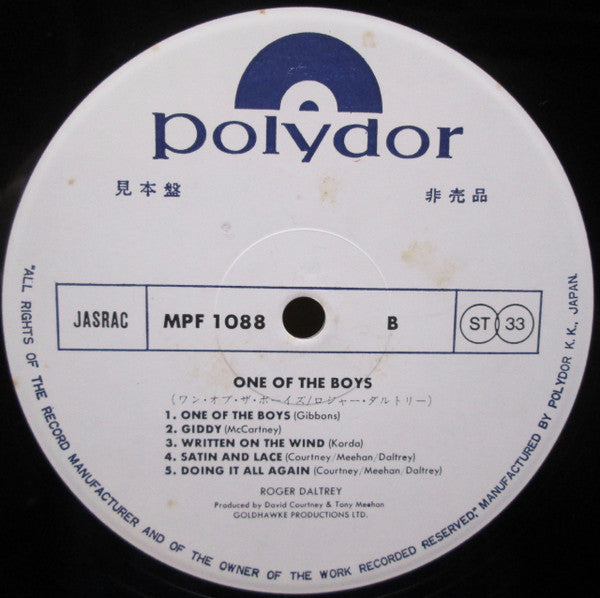 polydor
見本盤
非売品
JASRAC
MPF 1088
B
ST 33
ONE OF THE BOYS
(ワン・オブ・ザ・ボーイズ/ロジャー・ダルトリー)
1. ONE OF THE BOYS (Gibbons)
2. GIDDY (McCartney)
3. WRITTEN ON THE WIND (Korda)
4. SATIN AND LACE (Courtney/Meehan/Daltrey)
5. DOING IT ALL AGAIN (Courtney/Meehan/Daltrey)
ROGER DALTREY
Produced by David Courtney & Tony Meehan
GOLDHAWKE PRODUCTIONS LTD.
"ALL RIGHTS OF THE RECORD MANUFACTURER AND OF THE OWNER OF THE WORK RECORDED RESERVED." MANUFACTURED BY POLYDOR K.K., JAPAN.